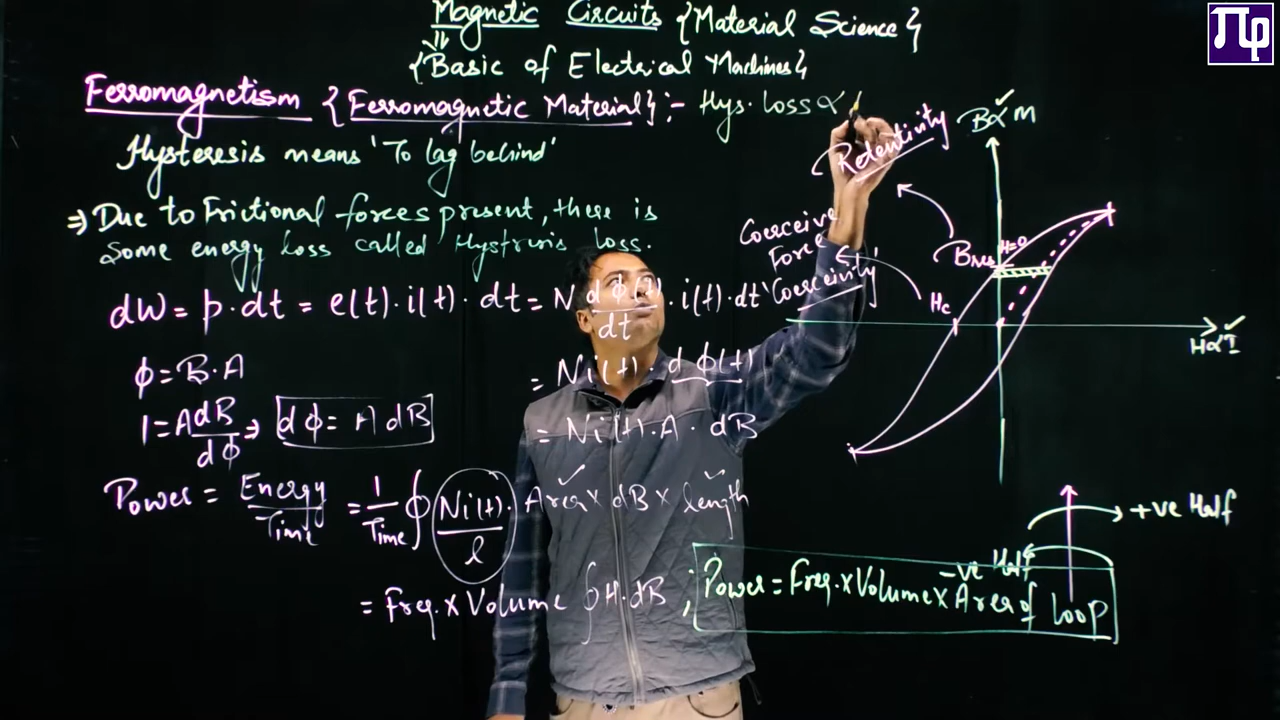 Magnetic Circuits {Material Science}
⇓
{Basic of Electrical Machines}
Ferromagnetism {Ferromagnetic Material} :- Hys. loss ∝
Hysteresis means 'To lag behind'
⇒ Due to Frictional forces present, there is
some energy loss called Hystresis loss.
dW = p·dt = e(t)·i(t)·dt = N dφ(t)/dt · i(t)·dt
φ = B·A
= Ni(t)·dφ(t)
1 = A dB/dφ ⇒ dφ = A dB
= Ni(t)·A·dB
Power = Energy/Time = 1/Time ∮ Ni(t)/l · Area × dB × length
= Freq. × Volume ∮ H·dB ; Power = Freq. × Volume × Area of loop
B∝M
Retentivity
Coerceive
Force
'Coercivity'
Bres
H=0
Hc
H∝I
+ve Half
-ve Half
πφ